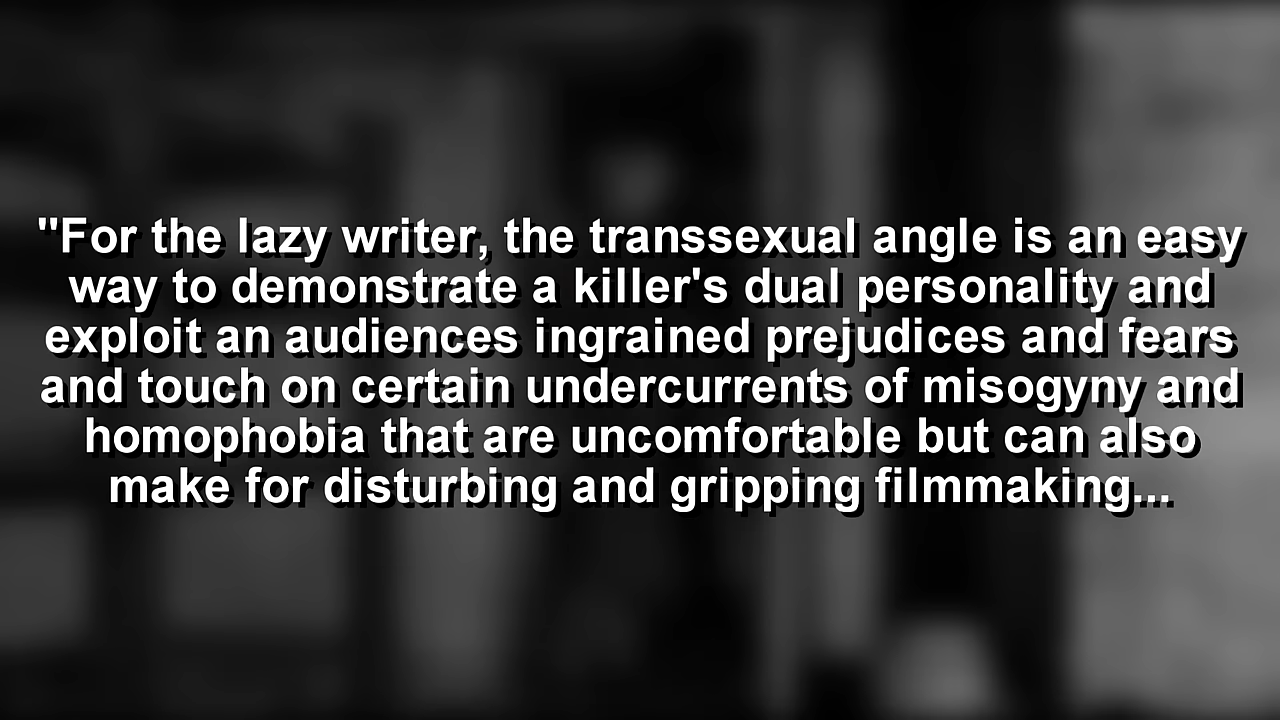 "For the lazy writer, the transsexual angle is an easy
way to demonstrate a killer's dual personality and
exploit an audiences ingrained prejudices and fears
and touch on certain undercurrents of misogyny and
homophobia that are uncomfortable but can also
make for disturbing and gripping filmmaking...